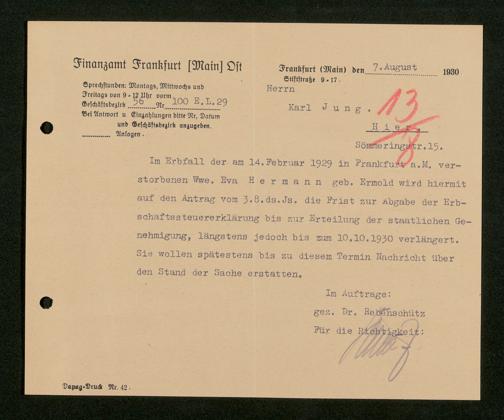 Finanzamt Frankfurt [Main] Ost
Frankfurt (Main) den 7.August 1930
Stiftstraße 9-17.
Sprechstunden: Montags, Mittwochs und
Freitags von 9-12 Uhr vorm
Geschäftsbezirk 56 Nr 100 E.L.29
Bei Antwort u Einzahlungen bitte Nr, Datum
und Geschäftsbezirk anzugeben.
Anlagen.
Herrn
Karl Jung.
13
8
Hier.
Sömmeringstr.15.
Im Erbfall der am 14.Februar 1929 in Frankfurt a.M. ver-
storbenen Wwe. Eva Hermann geb. Ermold wird hiermit
auf den Antrag vom 3.8.ds.Js. die Frist zur Abgabe der Erb-
schaftssteuererklärung bis zur Erteilung der staatlichen Ge-
nehmigung, längstens jedoch bis zum 10.10.1930 verlängert.
Sie wollen spätestens bis zu diesem Termin Nachricht über
den Stand der Sache erstatten.
Im Auftrage:
gez. Dr. Rebenschütz
Für die Richtigkeit:
Dapag-Druck Nr. 42.